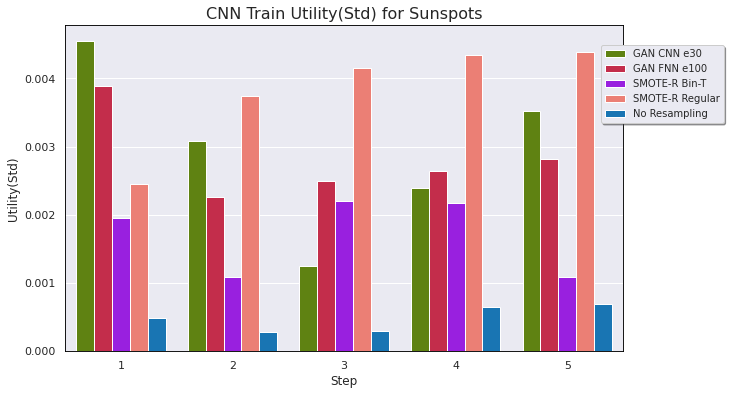 CNN Train Utility(Std) for Sunspots
GAN CNN e30
GAN FNN e100
SMOTE-R Bin-T
SMOTE-R Regular
No Resampling
Utility(Std)
0.004
0.003
0.002
0.001
0.000
1 2 3 4 5
Step